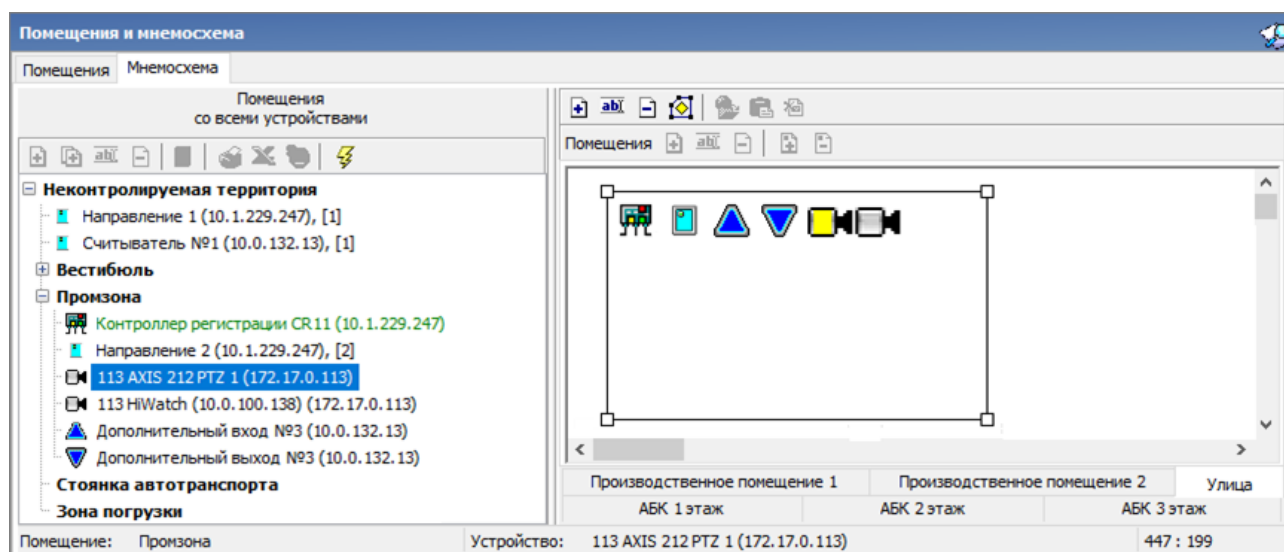 Помещения и мнемосхема
Помещения Мнемосхема
Помещения
со всеми устройствами
Неконтролируемая территория
Направление 1 (10.1.229.247), [1]
Считыватель №1 (10.0.132.13), [1]
Вестибюль
Промзона
Контроллер регистрации CR11 (10.1.229.247)
Направление 2 (10.1.229.247), [2]
113 AXIS 212 PTZ 1 (172.17.0.113)
113 HiWatch (10.0.100.138) (172.17.0.113)
Дополнительный вход №3 (10.0.132.13)
Дополнительный выход №3 (10.0.132.13)
Стоянка автотранспорта
Зона погрузки
Помещения
Производственное помещение 1 Производственное помещение 2 Улица
АБК 1 этаж АБК 2 этаж АБК 3 этаж
Помещение: Промзона Устройство: 113 AXIS 212 PTZ 1 (172.17.0.113) 447 : 199